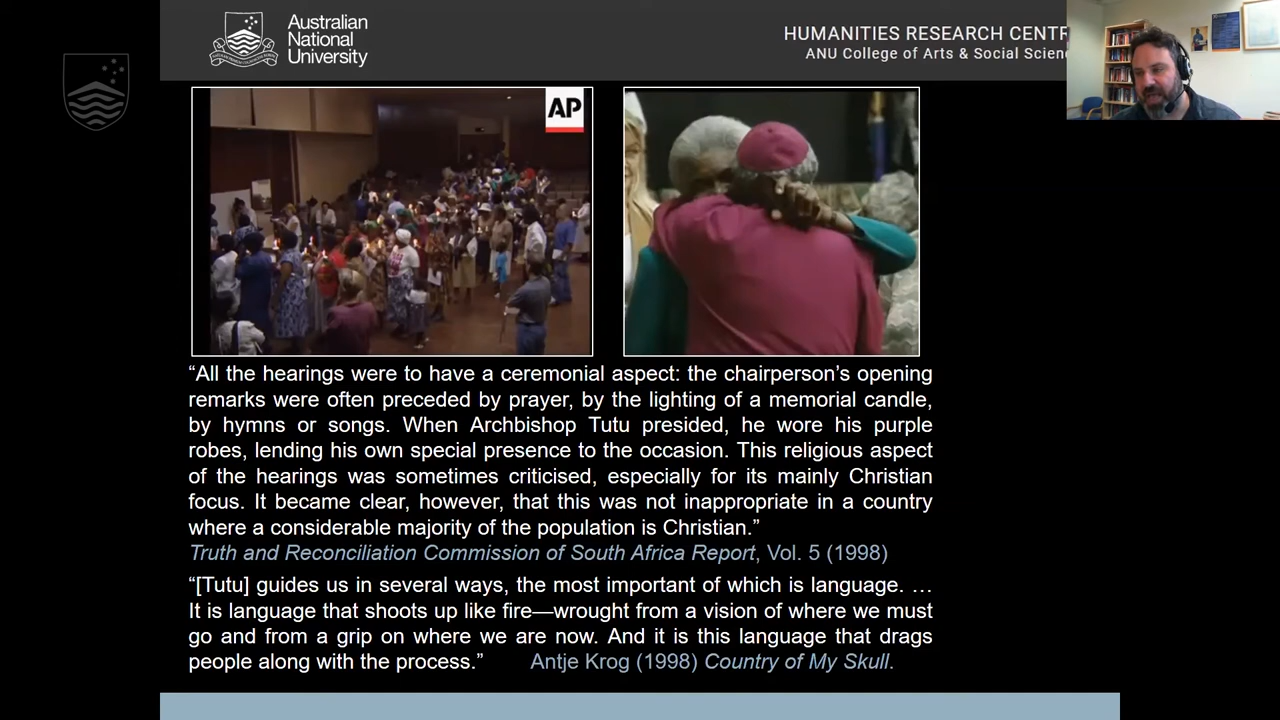 Australian
National
University
HUMANITIES RESEARCH CENTR
ANU College of Arts & Social Scien
AP
“All the hearings were to have a ceremonial aspect: the chairperson’s opening
remarks were often preceded by prayer, by the lighting of a memorial candle,
by hymns or songs. When Archbishop Tutu presided, he wore his purple
robes, lending his own special presence to the occasion. This religious aspect
of the hearings was sometimes criticised, especially for its mainly Christian
focus. It became clear, however, that this was not inappropriate in a country
where a considerable majority of the population is Christian.”
Truth and Reconciliation Commission of South Africa Report, Vol. 5 (1998)
“[Tutu] guides us in several ways, the most important of which is language. …
It is language that shoots up like fire—wrought from a vision of where we must
go and from a grip on where we are now. And it is this language that drags
people along with the process.” Antje Krog (1998) Country of My Skull.